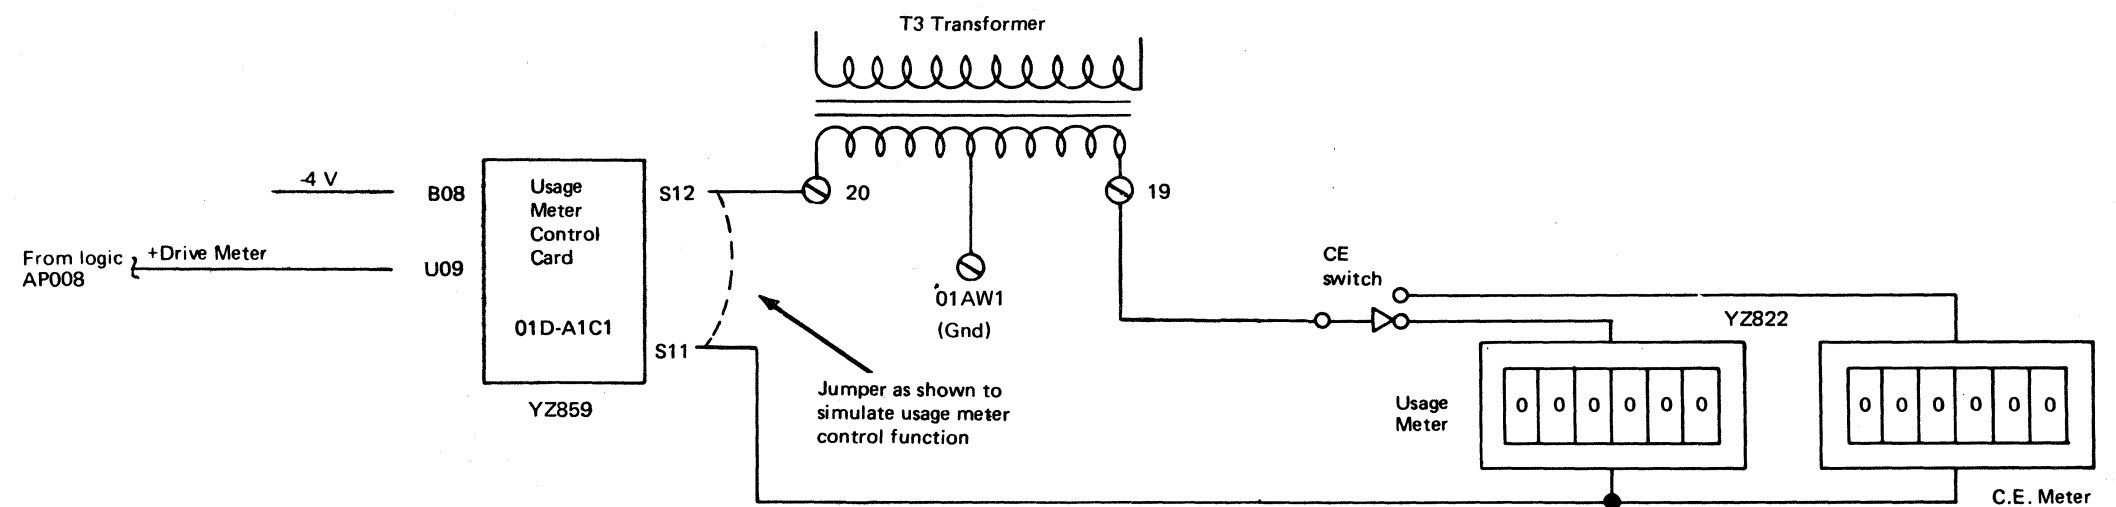 T3 Transformer
-4 V
B08
Usage
Meter
Control
Card
01D-A1C1
S12
20
19
From logic
AP008
+Drive Meter
U09
S11
YZ859
01AW1
(Gnd)
Jumper as shown to
simulate usage meter
control function
CE
switch
YZ822
Usage
Meter
0 0 0 0 0 0
0 0 0 0 0 0
C.E. Meter